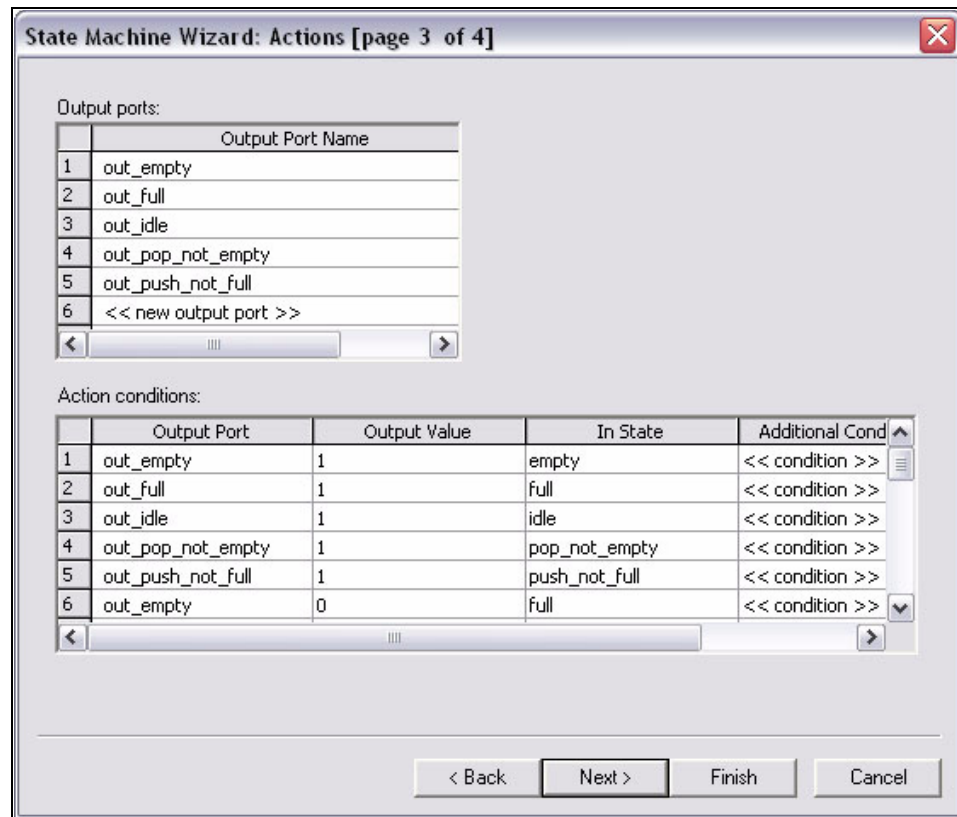 State Machine Wizard: Actions [page 3 of 4]
Output ports:
Output Port Name
1 out_empty
2 out_full
3 out_idle
4 out_pop_not_empty
5 out_push_not_full
6 << new output port >>
Action conditions:
Output Port Output Value In State Additional Cond
1 out_empty 1 empty << condition >>
2 out_full 1 full << condition >>
3 out_idle 1 idle << condition >>
4 out_pop_not_empty 1 pop_not_empty << condition >>
5 out_push_not_full 1 push_not_full << condition >>
6 out_empty 0 full << condition >>
< Back Next > Finish Cancel